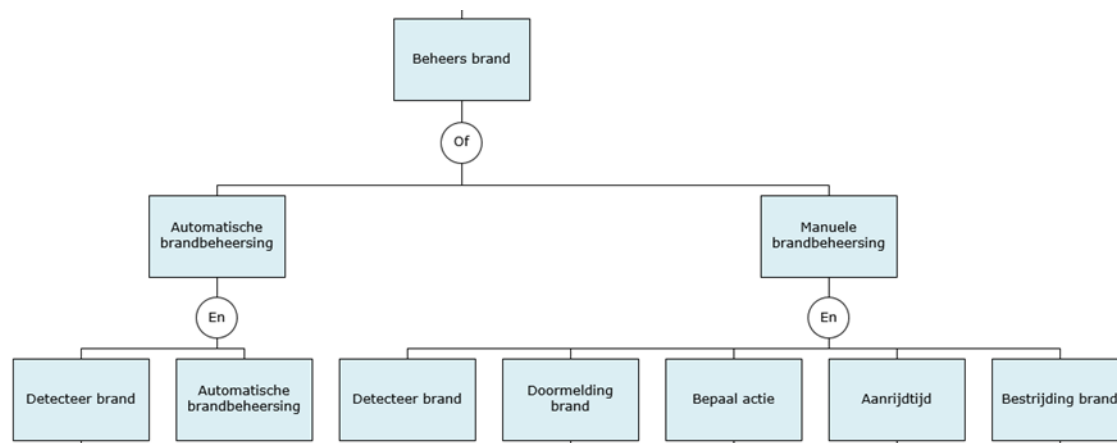 Beheers brand
Of
Automatische
brandbeheersing
Manuele
brandbeheersing
En
En
Detecteer brand
Automatische
brandbeheersing
Detecteer brand
Doormelding
brand
Bepaal actie
Aanrijdtijd
Bestrijding brand